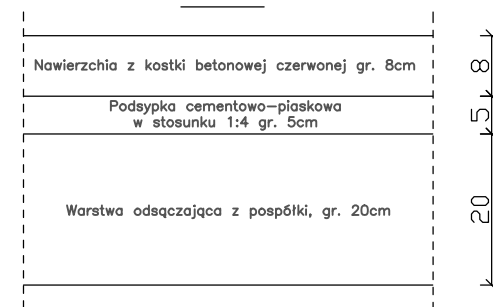 Nawierzchia z kostki betonowej czerwonej gr. 8cm
8
Podsypka cementowo-piaskowa
w stosunku 1:4 gr. 5cm
5
Warstwa odsączająca z pospółtki, gr. 20cm
20